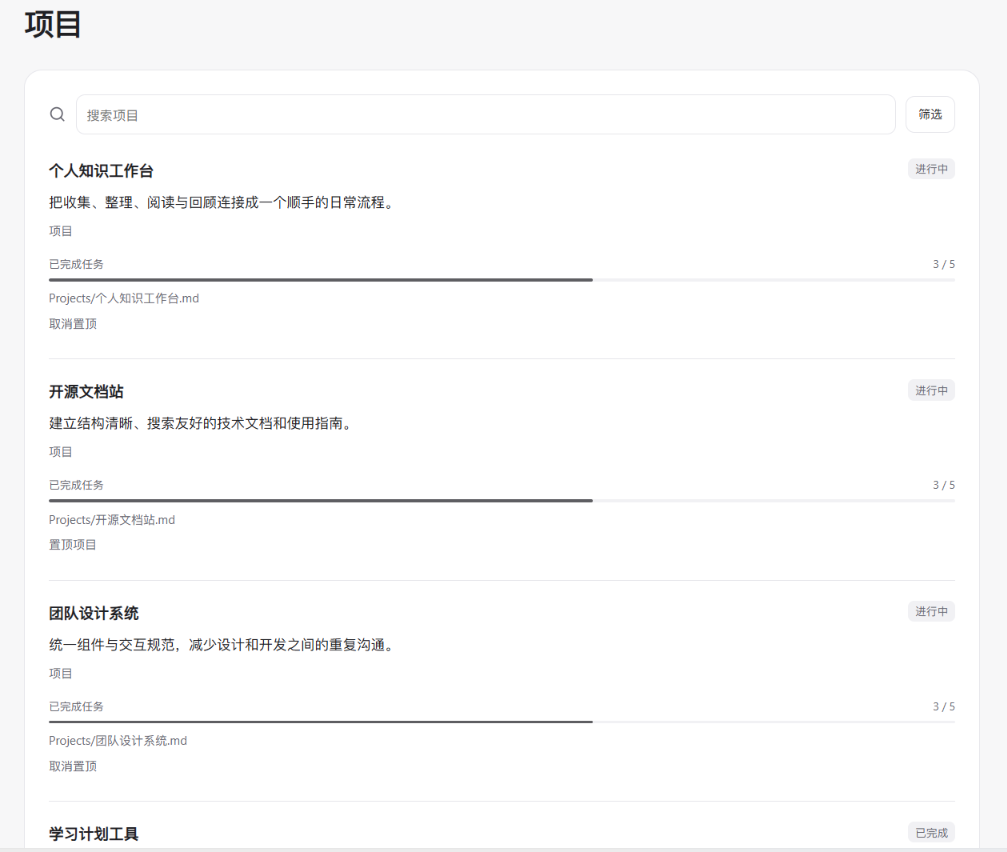 项目
搜索项目
筛选
个人知识工作台
进行中
把收集、整理、阅读与回顾连接成一个顺手的日常流程。
项目
已完成任务
3 / 5
Projects/个人知识工作台.md
取消置顶
开源文档站
进行中
建立结构清晰、搜索友好的技术文档和使用指南。
项目
已完成任务
3 / 5
Projects/开源文档站.md
置顶项目
团队设计系统
进行中
统一组件与交互规范，减少设计和开发之间的重复沟通。
项目
已完成任务
3 / 5
Projects/团队设计系统.md
取消置顶
学习计划工具
已完成